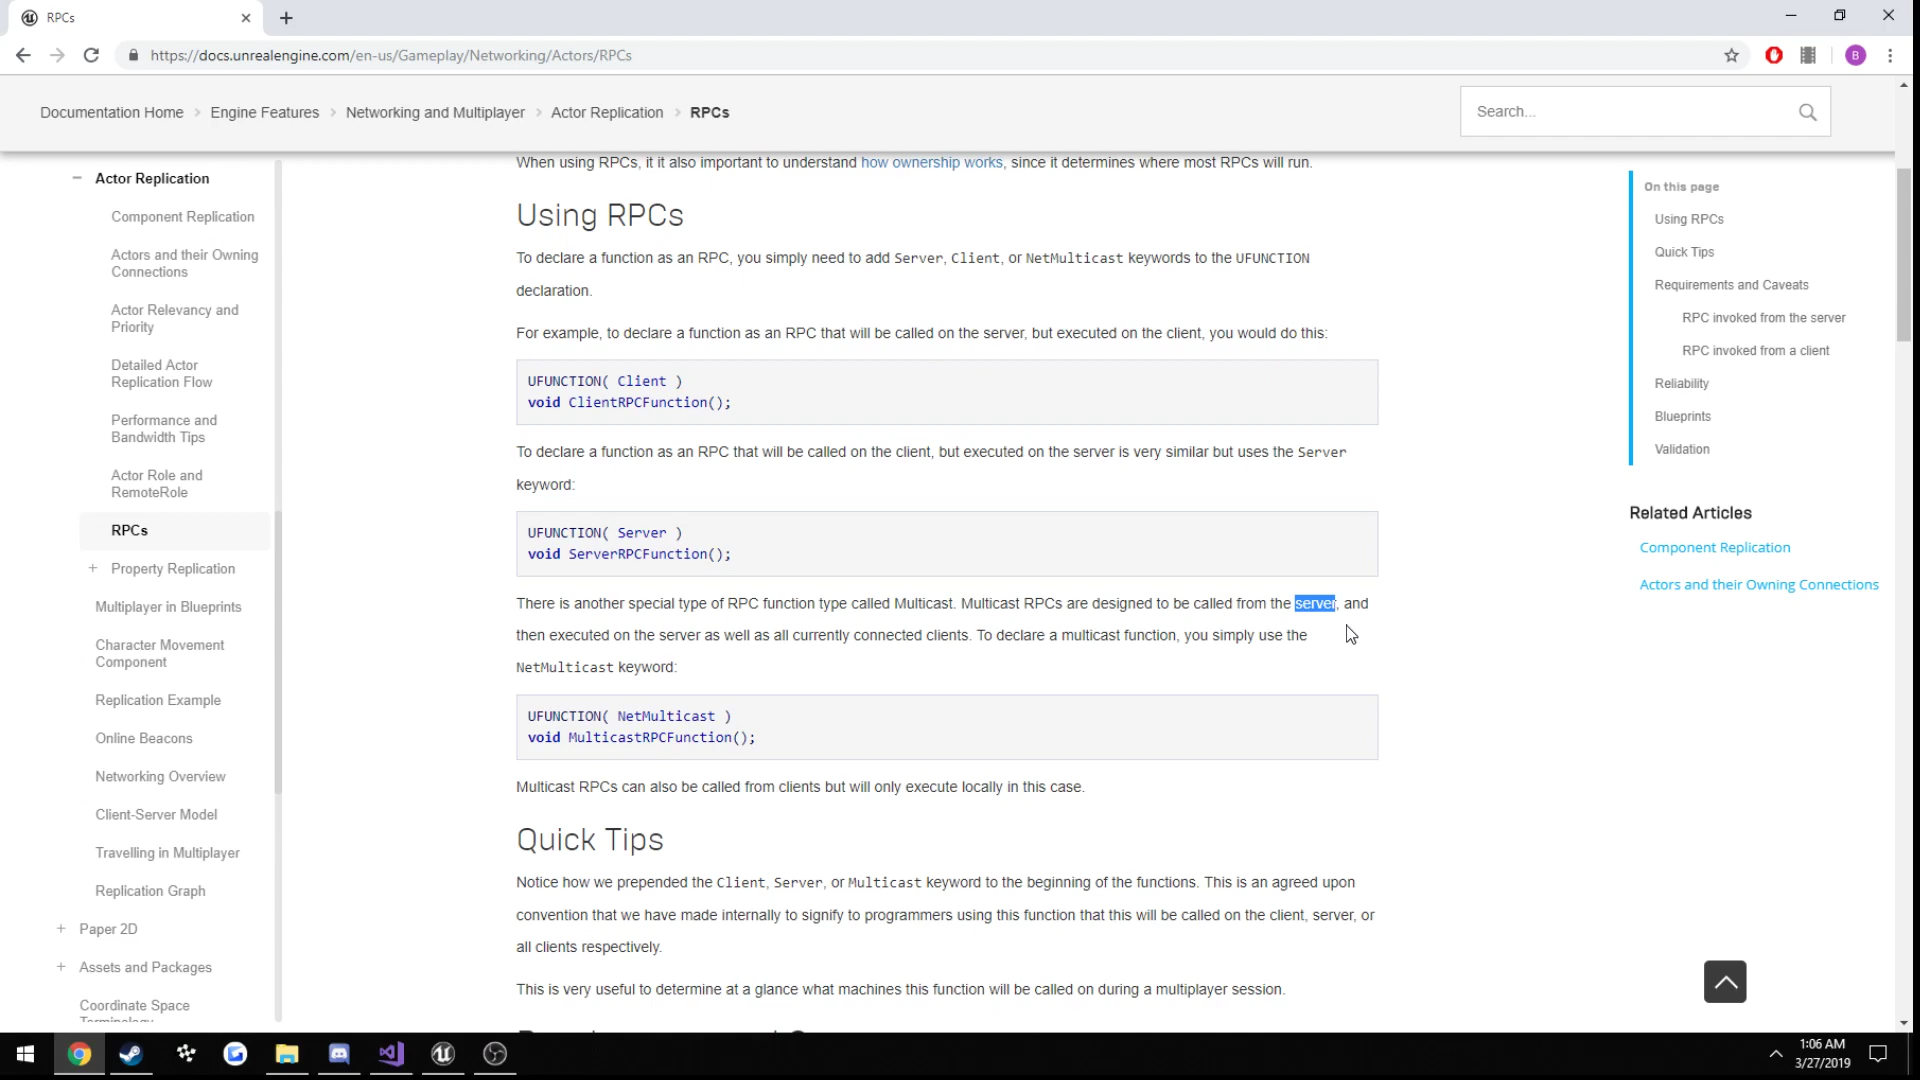 RPCs
https://docs.unrealengine.com/en-us/Gameplay/Networking/Actors/RPCs
B
Documentation Home > Engine Features > Networking and Multiplayer > Actor Replication > RPCs
Search...
Actor Replication
Component Replication
Actors and their Owning
Connections
Actor Relevancy and
Priority
Detailed Actor
Replication Flow
Performance and
Bandwidth Tips
Actor Role and
RemoteRole
RPCs
Property Replication
Multiplayer in Blueprints
Character Movement
Component
Replication Example
Online Beacons
Networking Overview
Client-Server Model
Travelling in Multiplayer
Replication Graph
Paper 2D
Assets and Packages
Coordinate Space
Terminology
When using RPCs, it it also important to understand how ownership works, since it determines where most RPCs will run.
Using RPCs
To declare a function as an RPC, you simply need to add Server, Client, or NetMulticast keywords to the UFUNCTION
declaration.
For example, to declare a function as an RPC that will be called on the server, but executed on the client, you would do this:
UFUNCTION( Client )
void ClientRPCFunction();
To declare a function as an RPC that will be called on the client, but executed on the server is very similar but uses the Server
keyword:
UFUNCTION( Server )
void ServerRPCFunction();
There is another special type of RPC function type called Multicast. Multicast RPCs are designed to be called from the server, and
then executed on the server as well as all currently connected clients. To declare a multicast function, you simply use the
NetMulticast keyword:
UFUNCTION( NetMulticast )
void MulticastRPCFunction();
Multicast RPCs can also be called from clients but will only execute locally in this case.
Quick Tips
Notice how we prepended the Client, Server, or Multicast keyword to the beginning of the functions. This is an agreed upon
convention that we have made internally to signify to programmers using this function that this will be called on the client, server, or
all clients respectively.
This is very useful to determine at a glance what machines this function will be called on during a multiplayer session.
On this page
Using RPCs
Quick Tips
Requirements and Caveats
RPC invoked from the server
RPC invoked from a client
Reliability
Blueprints
Validation
Related Articles
Component Replication
Actors and their Owning Connections
1:06 AM
3/27/2019